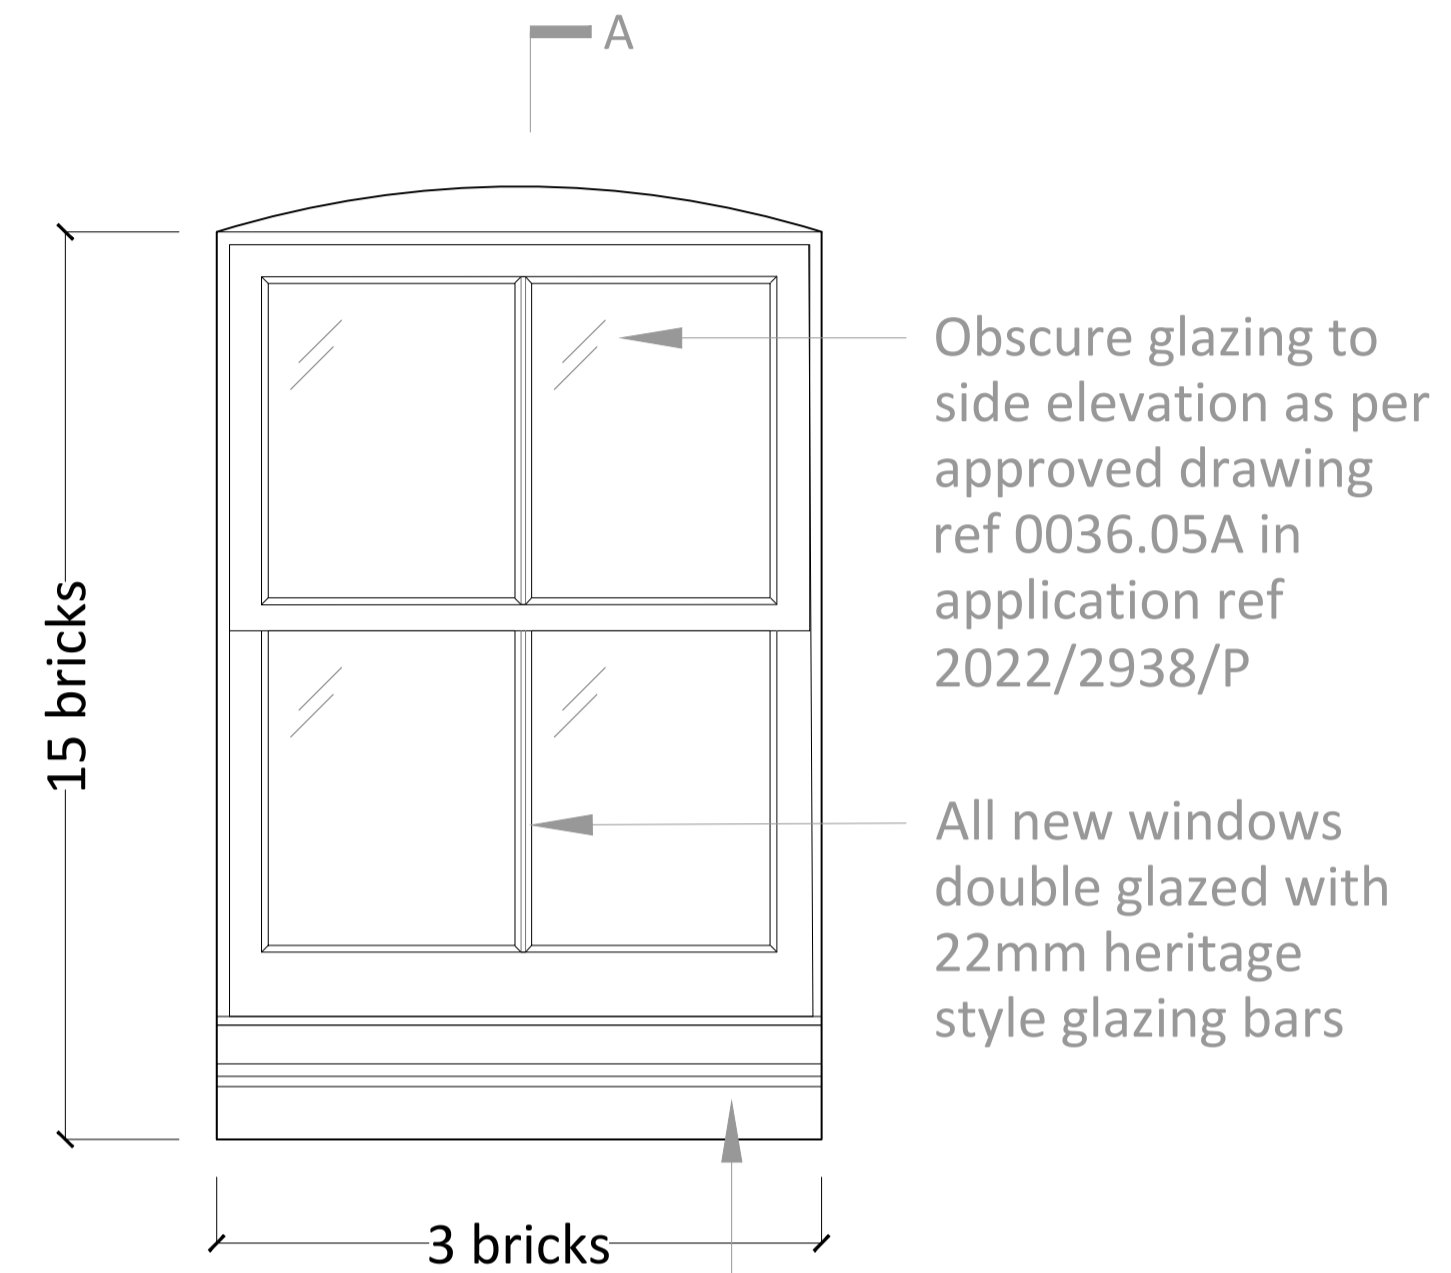 A
Obscure glazing to
side elevation as per
approved drawing
ref 0036.05A in
application ref
2022/2938/P
15 bricks
All new windows
double glazed with
22mm heritage
style glazing bars
3 bricks